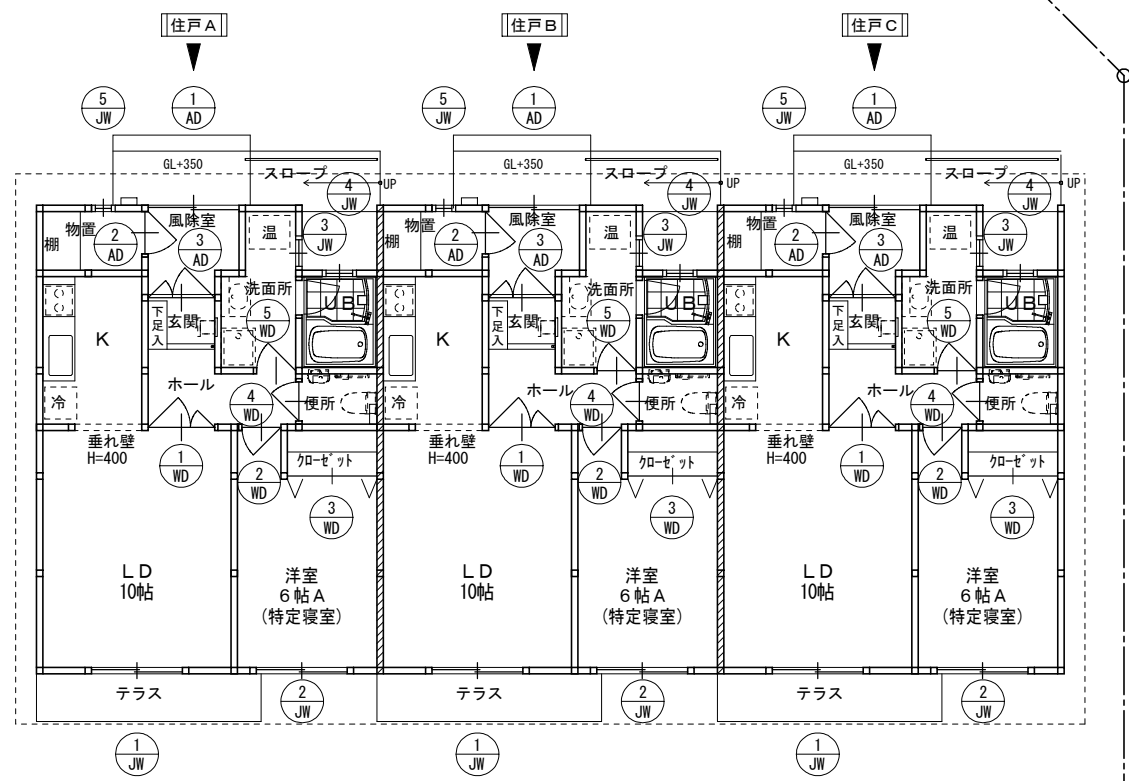 住戸A
住戸B
住戸C
5
JW
1
AD
5
JW
1
AD
5
JW
1
AD
GL+350
スロープ
UP
GL+350
スロープ
UP
GL+350
スロープ
UP
4
JW
4
JW
4
JW
物置
棚
2
AD
風除室
3
AD
温
3
JW
物置
棚
2
AD
風除室
3
AD
温
3
JW
物置
棚
2
AD
風除室
3
AD
温
3
JW
K
下足入
玄関
洗面所
5
WD
UB
K
下足入
玄関
洗面所
5
WD
UB
K
下足入
玄関
洗面所
5
WD
UB
冷
ホール
4
WD
便所
冷
ホール
4
WD
便所
冷
ホール
4
WD
便所
垂れ壁
H=400
1
WD
2
WD
クローゼット
3
WD
垂れ壁
H=400
1
WD
2
WD
クローゼット
3
WD
垂れ壁
H=400
1
WD
2
WD
クローゼット
3
WD
LD
10帖
洋室
6帖A
(特定寝室)
LD
10帖
洋室
6帖A
(特定寝室)
LD
10帖
洋室
6帖A
(特定寝室)
テラス
2
JW
テラス
2
JW
テラス
2
JW
1
JW
1
JW
1
JW